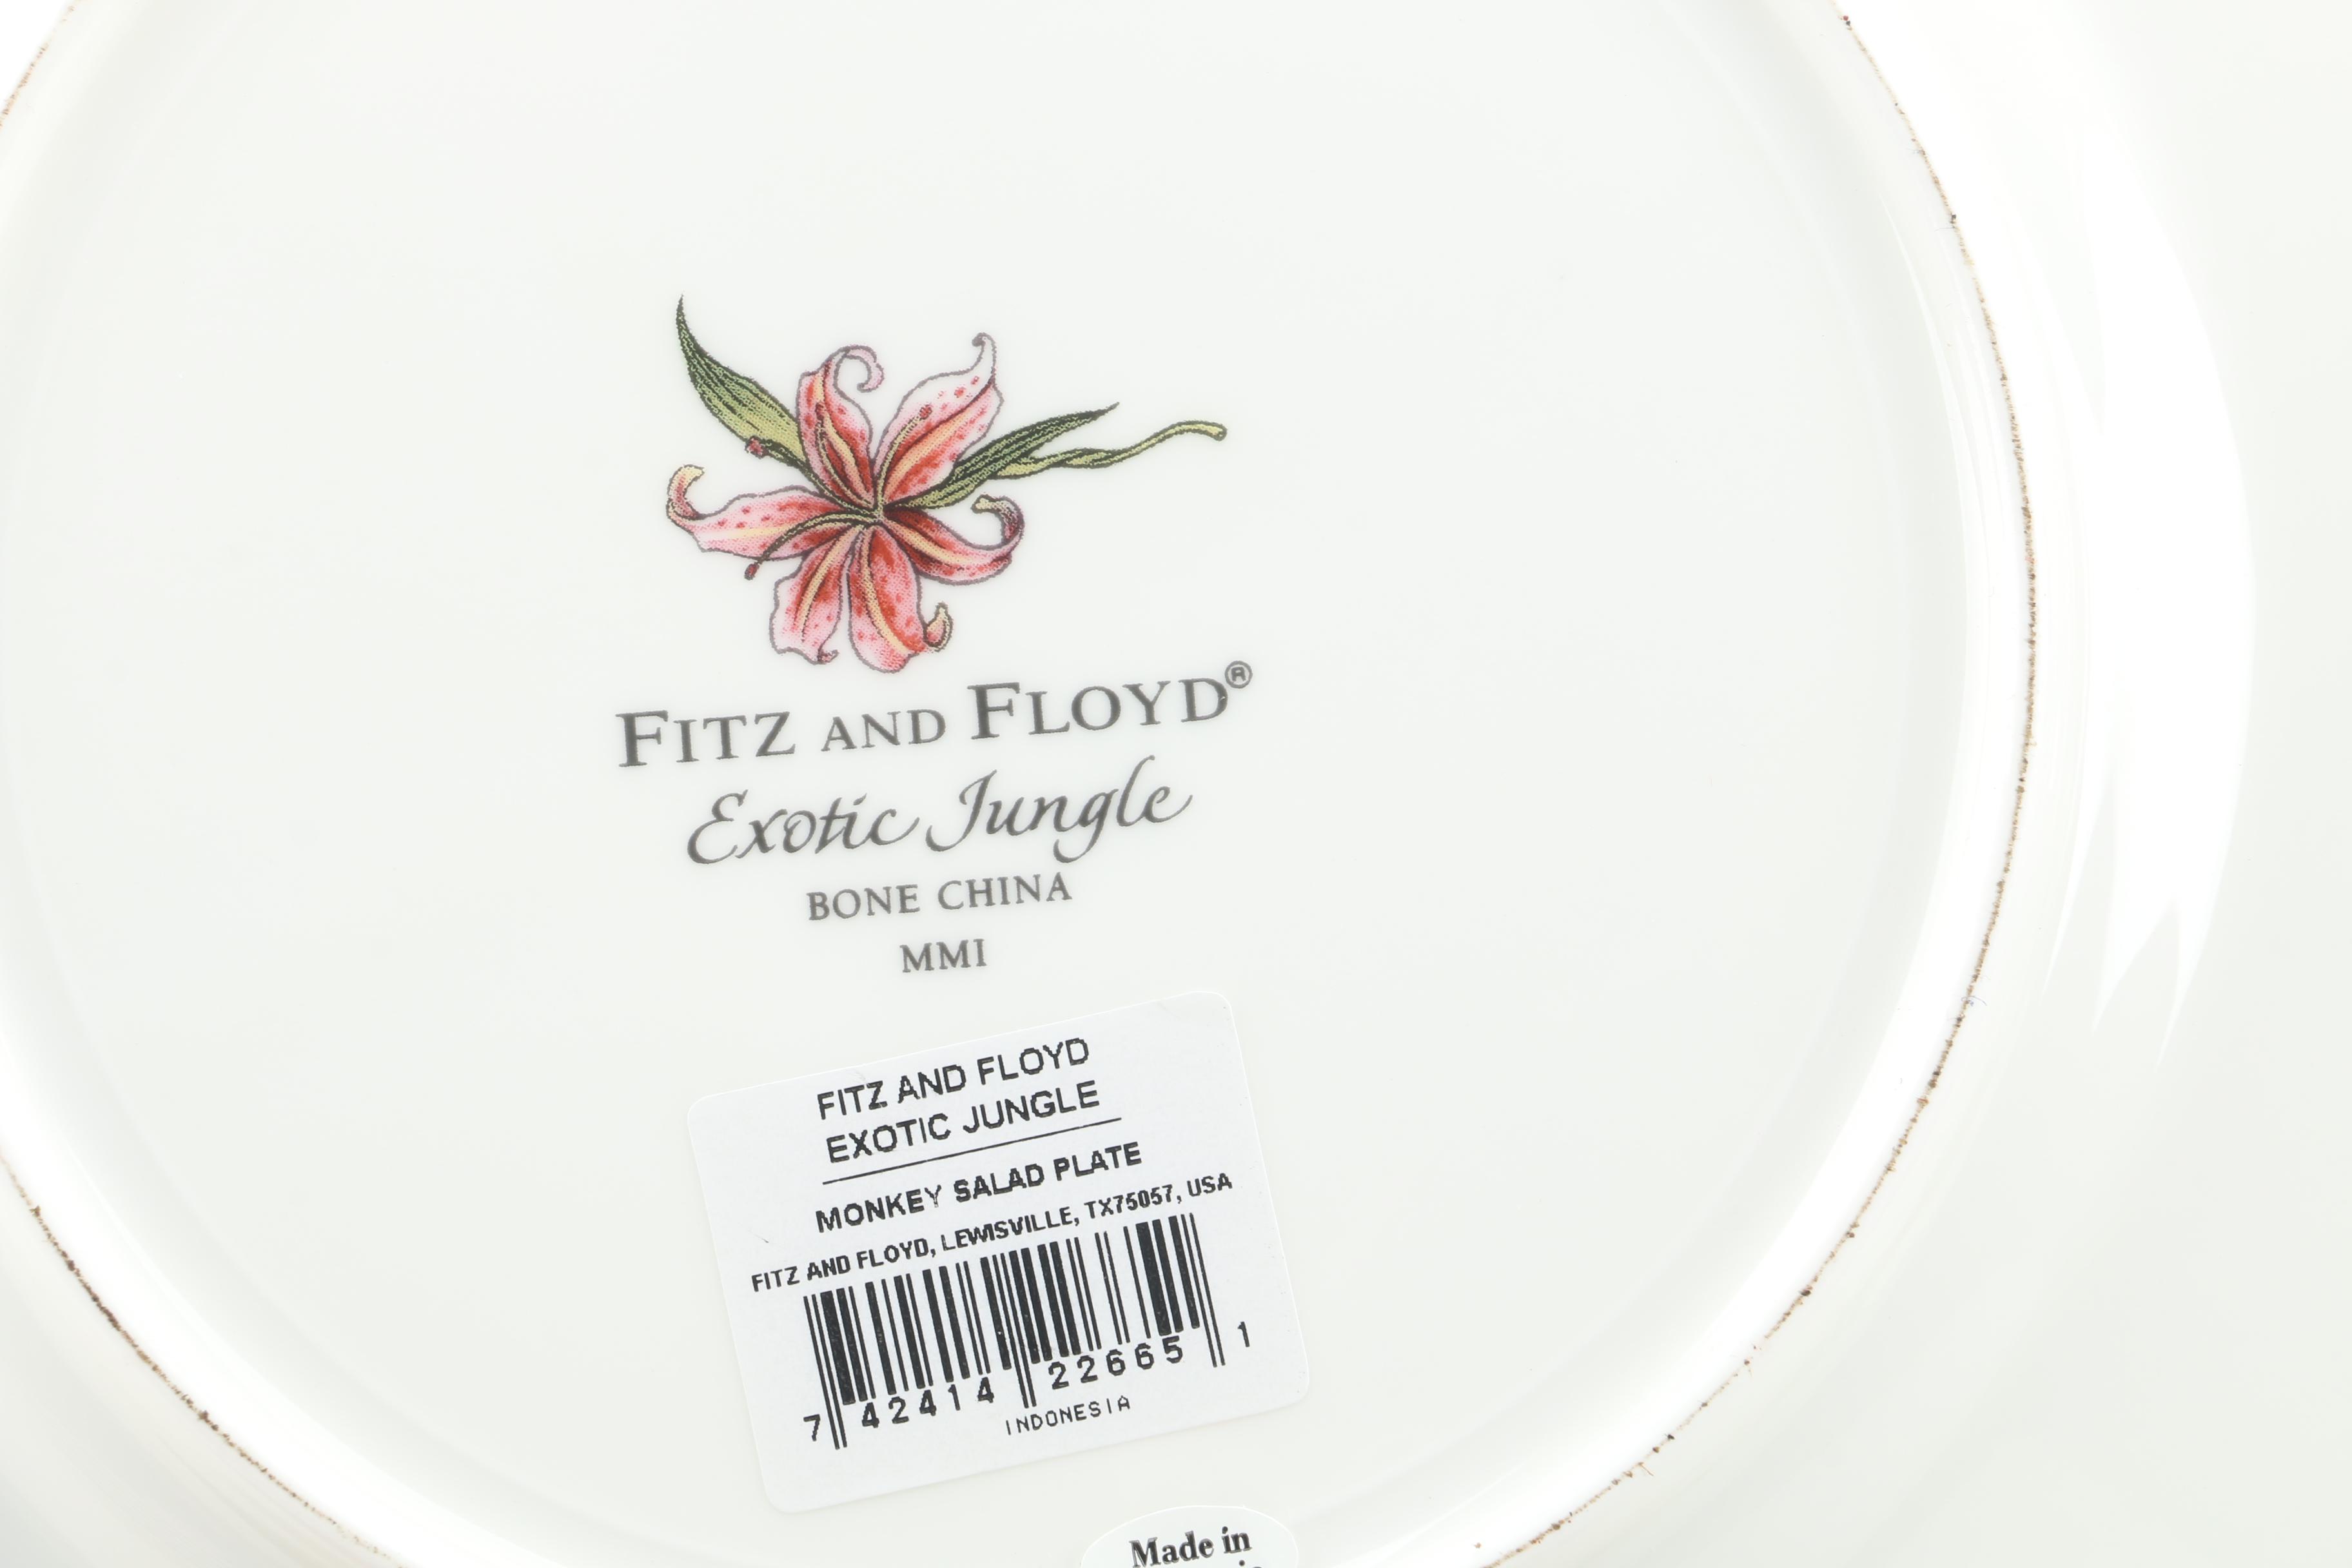 FITZ AND FLOYD®
Exotic Jungle
BONE CHINA
MMI
FITZ AND FLOYD
EXOTIC JUNGLE
MONKEY SALAD PLATE
FITZ AND FLOYD, LEWISVILLE, TX75057, USA
7 42414 22665 1
INDONESIA
Made in